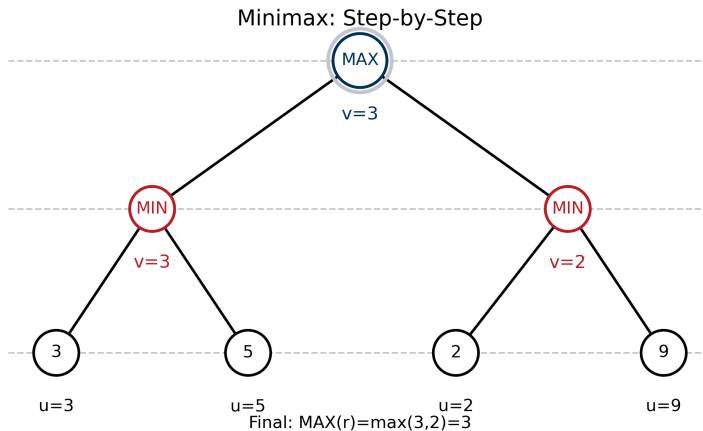 Minimax: Step-by-Step
MAX
v=3
MIN
MIN
v=3
v=2
3
5
2
9
u=3
u=5
u=2
u=9
Final: MAX(r)=max(3,2)=3